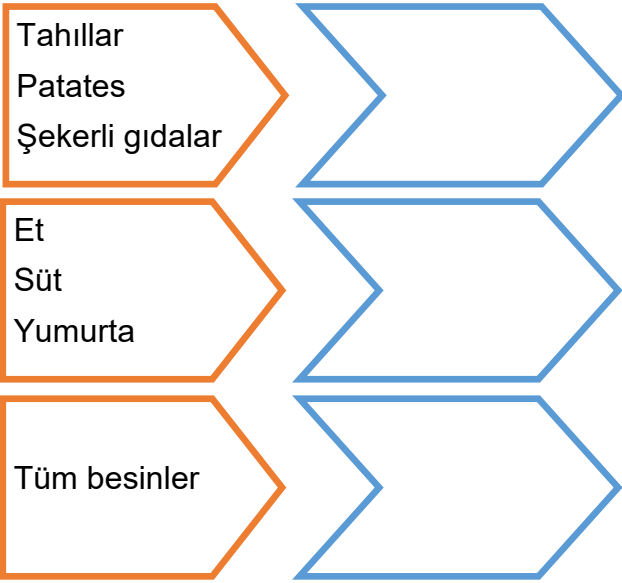 Tahıllar
Patates
Şekerli gıdalar
Et
Süt
Yumurta
Tüm besinler